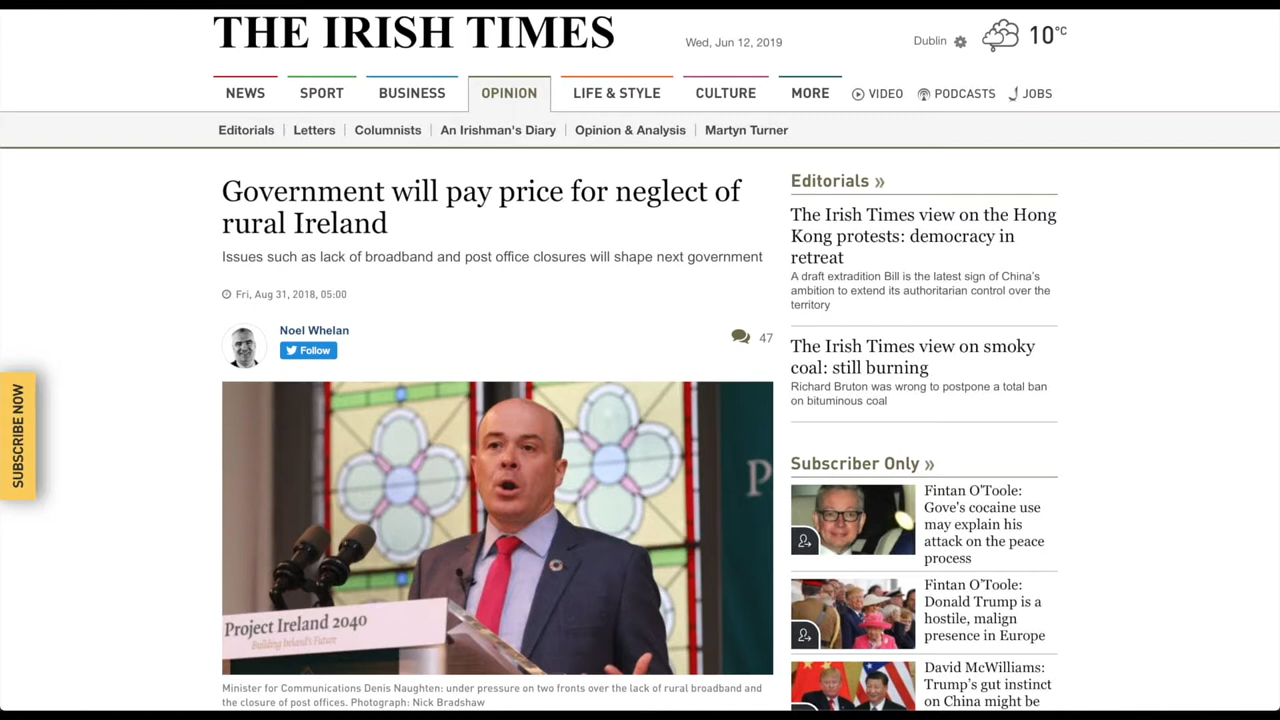 THE IRISH TIMES
Wed, Jun 12, 2019
Dublin
10°C
NEWS
SPORT
BUSINESS
OPINION
LIFE & STYLE
CULTURE
MORE
VIDEO
PODCASTS
JOBS
Editorials
Letters
Columnists
An Irishman's Diary
Opinion & Analysis
Martyn Turner
Government will pay price for neglect of
rural Ireland
Issues such as lack of broadband and post office closures will shape next government
Fri, Aug 31, 2018, 05:00
Noel Whelan
Follow
47
SUBSCRIBE NOW
P
Project Ireland 2040
Building Ireland's Future
Minister for Communications Denis Naughten: under pressure on two fronts over the lack of rural broadband and
the closure of post offices. Photograph: Nick Bradshaw
Editorials »
The Irish Times view on the Hong
Kong protests: democracy in
retreat
A draft extradition Bill is the latest sign of China's
ambition to extend its authoritarian control over the
territory
The Irish Times view on smoky
coal: still burning
Richard Bruton was wrong to postpone a total ban
on bituminous coal
Subscriber Only »
Fintan O'Toole:
Gove's cocaine use
may explain his
attack on the peace
process
Fintan O'Toole:
Donald Trump is a
hostile, malign
presence in Europe
David McWilliams:
Trump's gut instinct
on China might be